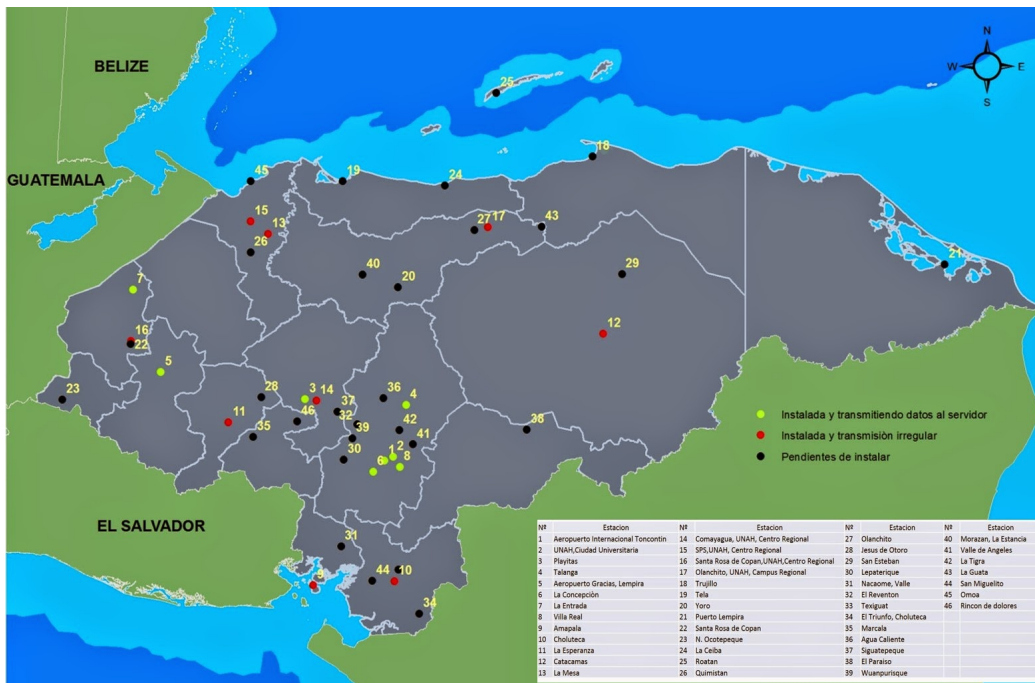 N
BELIZE
W E
S
25
18
GUATEMALA
45
19
24
15
13
27 17
43
26
21
40
20
29
7
16
22
12
5
23
28
3 14
36
4
37
11
46
32
35
39
42
38
41
2
1
30
6
8
Instalada y transmitiendo datos al servidor
Instalada y transmisiòn irregular
Pendientes de instalar
EL SALVADOR
31
44
10
9
34
Nº Estacion Nº Estacion Nº Estacion Nº Estacion
1 Aeropuerto Internacional Toncontin 14 Comayagua, UNAH, Centro Regional 27 Olanchito 40 Morazan, La Estancia
2 UNAH,Ciudad Universitaria 15 SPS,UNAH, Centro Regional 28 Jesus de Otoro 41 Valle de Angeles
3 Playitas 16 Santa Rosa de Copan,UNAH,Centro Regional 29 San Esteban 42 La Tigra
4 Talanga 17 Olanchito, UNAH, Campus Regional 30 Lepaterique 43 La Guata
5 Aeropuerto Gracias, Lempira 18 Trujillo 31 Nacaome, Valle 44 San Miguelito
6 La Concepciòn 19 Tela 32 El Reventon 45 Omoa
7 La Entrada 20 Yoro 33 Texiguat 46 Rincon de dolores
8 Villa Real 21 Puerto Lempira 34 El Triunfo, Choluteca
9 Amapala 22 Santa Rosa de Copan 35 Marcala
10 Choluteca 23 N. Ocotepeque 36 Agua Caliente
11 La Esperanza 24 La Ceiba 37 Siguatepeque
12 Catacamas 25 Roatan 38 El Paraiso
13 La Mesa 26 Quimistan 39 Wuanpurisque